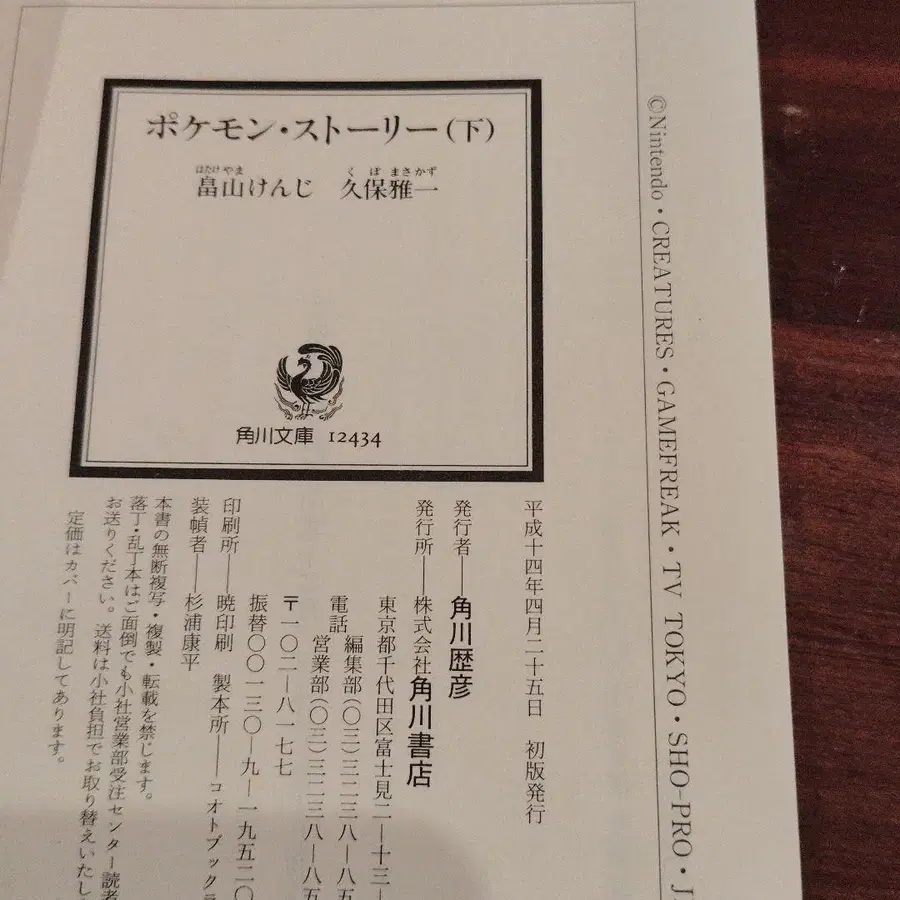 ポケモン・ストーリー(下)
はたけやま くぼまさかず
畠山けんじ 久保雅一
角川文庫 12434
©Nintendo・CREATURES・GAMEFREAK・TV TOKYO・SHO-PRO・J
平成十四年四月二十五日 初版発行
発行者――角川歴彦
発行所――株式会社角川書店
東京都千代田区富士見二―十三―
電話 編集部(〇三)三二三八―八五
営業部(〇三)三二三八―八五
〒一〇二―八一七七
振替〇〇一三〇―九―一九五二〇
印刷所――暁印刷 製本所――コオトブックラ
装幀者――杉浦康平
本書の無断複写・複製・転載を禁じます。
落丁・乱丁本はご面倒でも小社営業部受注センター読者
お送りください。送料は小社負担でお取り替えいたし
定価はカバーに明記してあります。